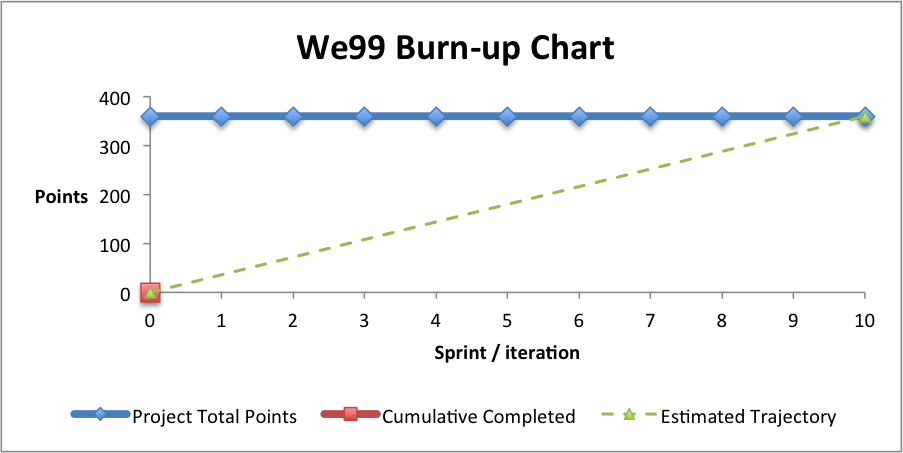 We99 Burn-up Chart
400
300
Points 200
100
0
0 1 2 3 4 5 6 7 8 9 10
Sprint / iteration
Project Total Points Cumulative Completed Estimated Trajectory